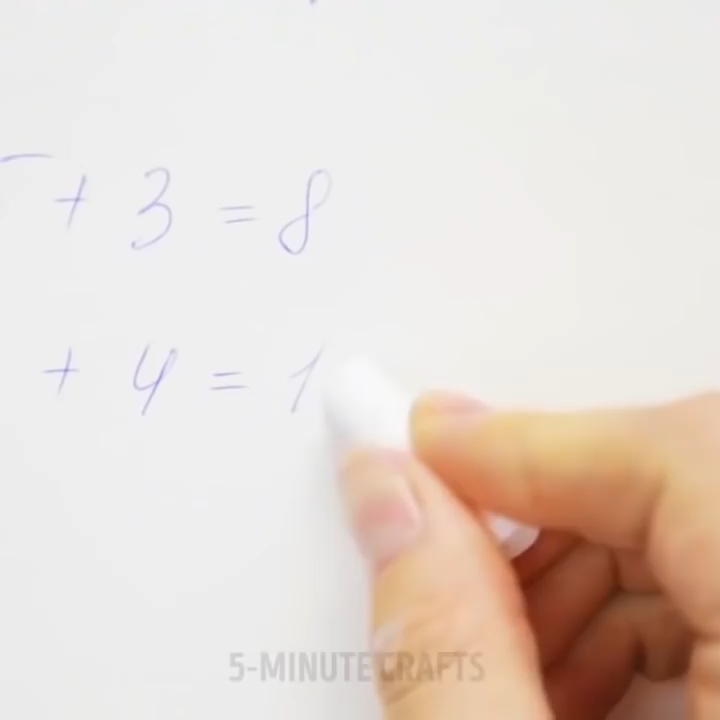 + 3 = 8
+ 4 = 1
5-MINUTE CRAFTS